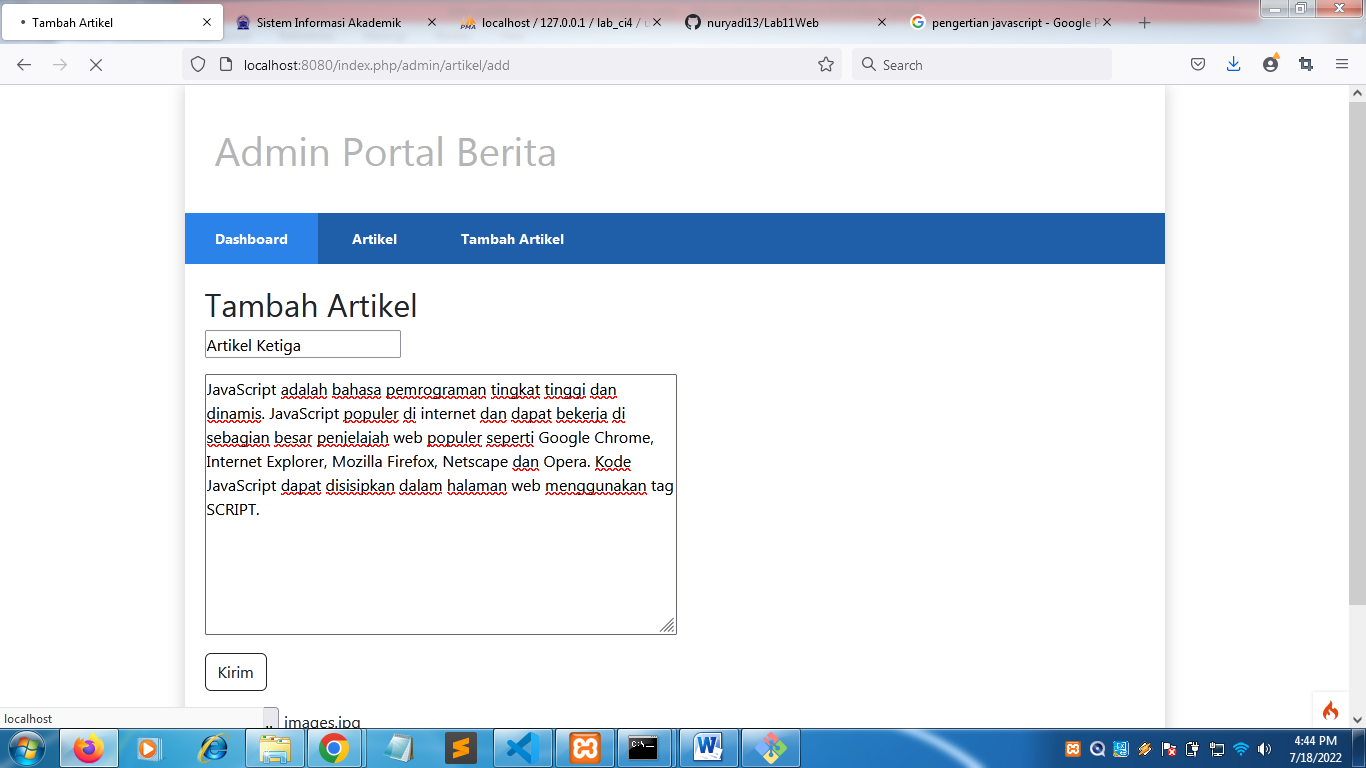 Tambah Artikel
Sistem Informasi Akademik
localhost / 127.0.0.1 / lab_ci4 / u
nuryadi13/Lab11Web
pengertian javascript - Google P
localhost:8080/index.php/admin/artikel/add
Search
Admin Portal Berita
Dashboard Artikel Tambah Artikel
Tambah Artikel
Artikel Ketiga
JavaScript adalah bahasa pemrograman tingkat tinggi dan
dinamis. JavaScript populer di internet dan dapat bekerja di
sebagian besar penjelajah web populer seperti Google Chrome,
Internet Explorer, Mozilla Firefox, Netscape dan Opera. Kode
JavaScript dapat disisipkan dalam halaman web menggunakan tag
SCRIPT.
Kirim
images.jpg
localhost
4:44 PM
7/18/2022